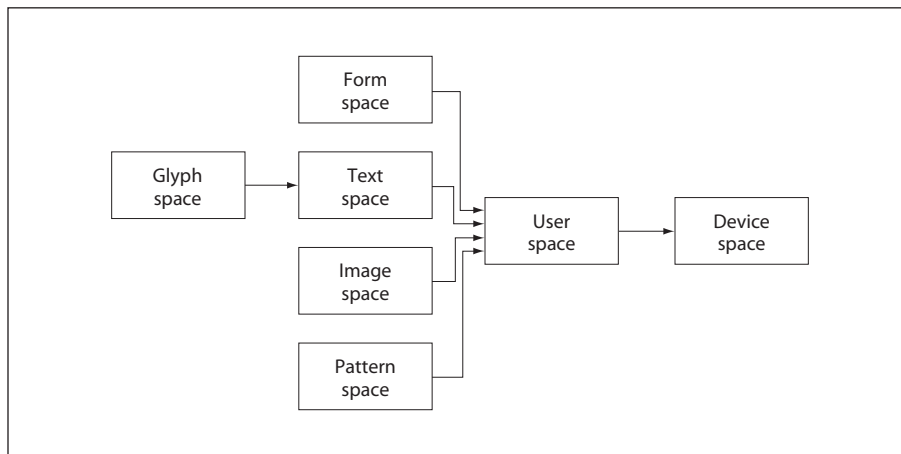 Form
space
Glyph
space
Text
space
User
space
Device
space
Image
space
Pattern
space